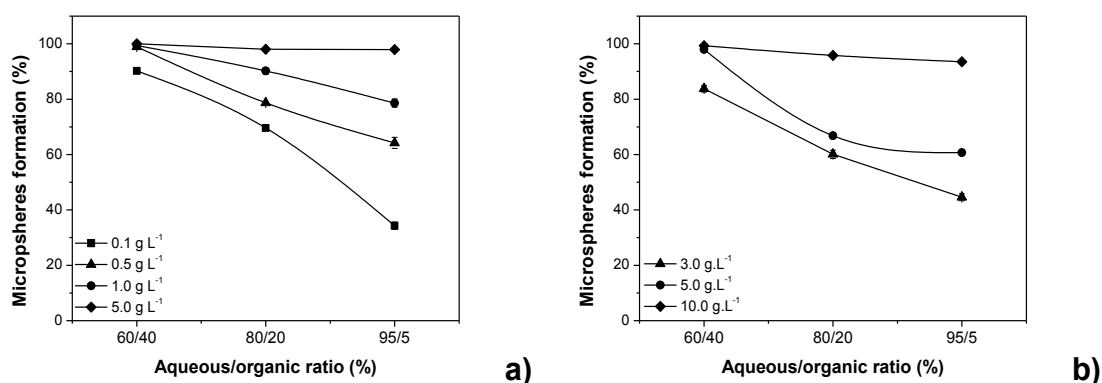 Micropsheres formation (%)
100
80
60
40
20
0
0.1 g L⁻¹
0.5 g L⁻¹
1.0 g L⁻¹
5.0 g L⁻¹
60/40 80/20 95/5
Aqueous/organic ratio (%)
a)
Microspheres formation (%)
100
80
60
40
20
0
3.0 g.L⁻¹
5.0 g.L⁻¹
10.0 g.L⁻¹
60/40 80/20 95/5
Aqueous/organic ratio (%)
b)